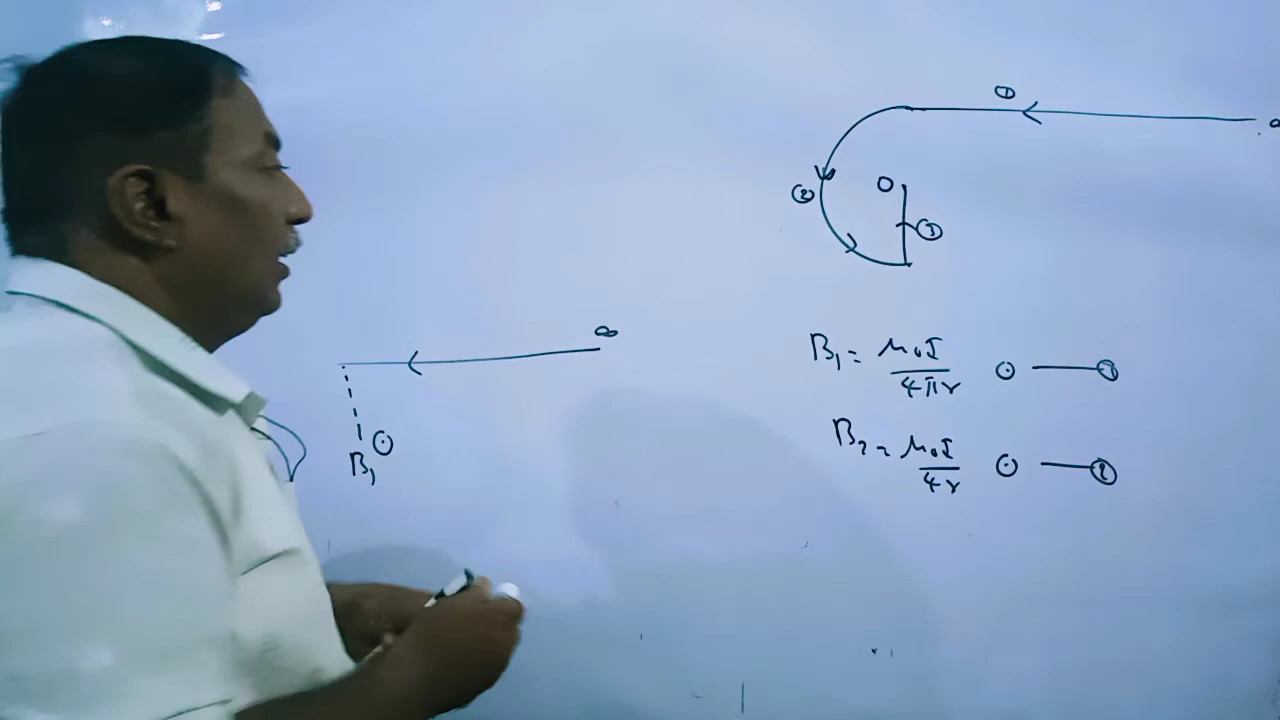 ①
∞
②
O
③
∞
B₁ ⊙
B₁ = μ₀I/4πr ⊙ — ①
B₂ = μ₀I/4r ⊙ — ②